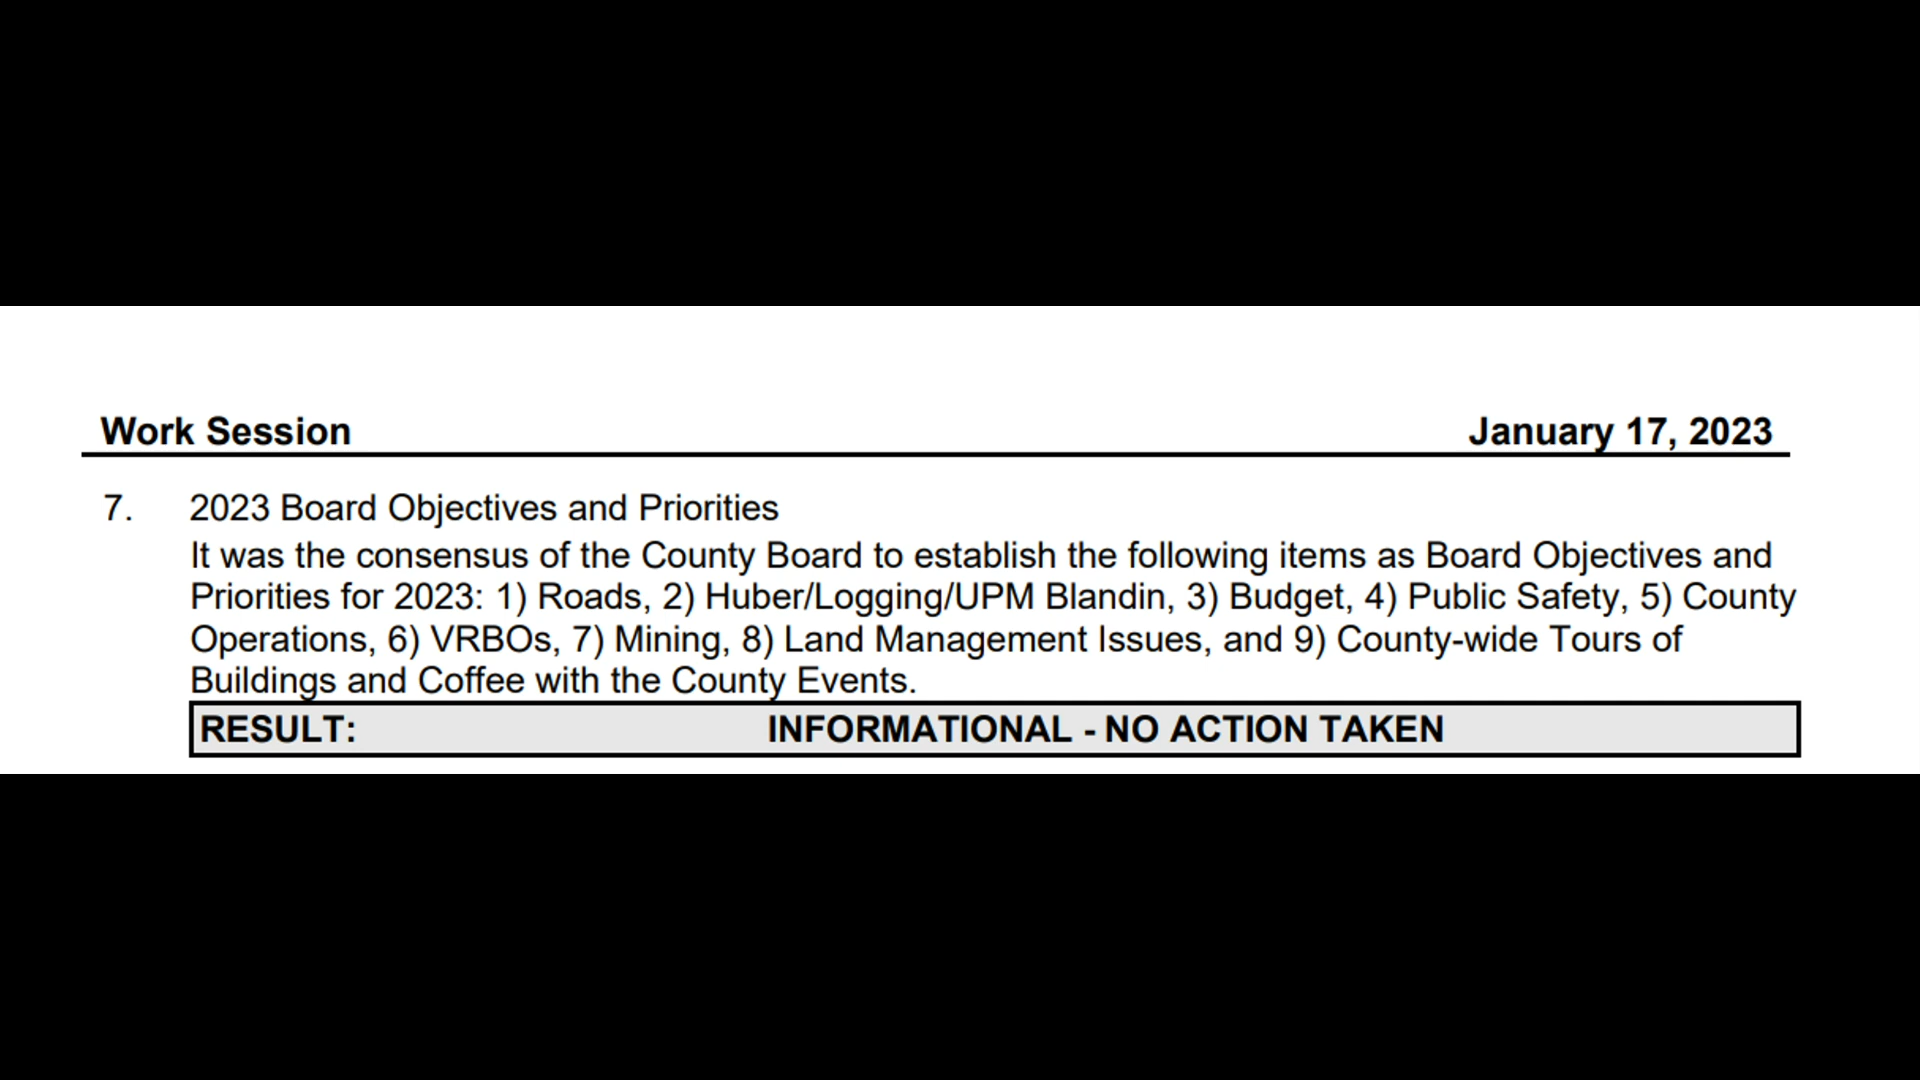 Work Session January 17, 2023
7. 2023 Board Objectives and Priorities
It was the consensus of the County Board to establish the following items as Board Objectives and
Priorities for 2023: 1) Roads, 2) Huber/Logging/UPM Blandin, 3) Budget, 4) Public Safety, 5) County
Operations, 6) VRBOs, 7) Mining, 8) Land Management Issues, and 9) County-wide Tours of
Buildings and Coffee with the County Events.
RESULT: INFORMATIONAL - NO ACTION TAKEN